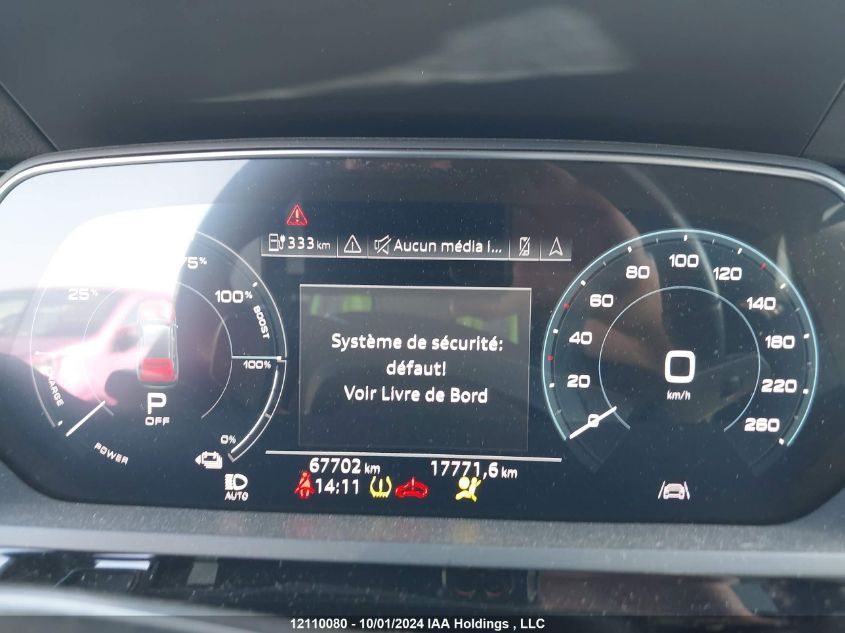 333 km
Aucun média i...
25%
75%
100%
BOOST
100%
CHARGE
P
OFF
POWER
0%
Système de sécurité:
défaut!
Voir Livre de Bord
0
20
40
60
80
100
120
140
180
220
260
0
km/h
67702 km
17771,6 km
14:11
AUTO
12110080 - 10/01/2024 IAA Holdings , LLC